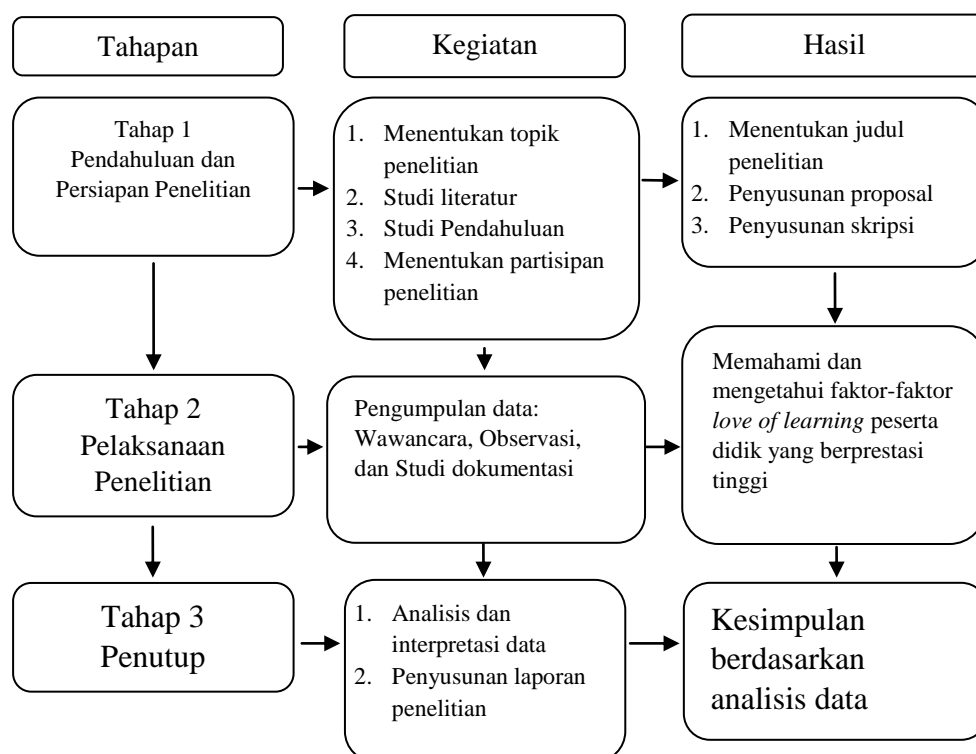 Tahapan
Kegiatan
Hasil
Tahap 1
Pendahuluan dan
Persiapan Penelitian
1. Menentukan topik
penelitian
2. Studi literatur
3. Studi Pendahuluan
4. Menentukan partisipan
penelitian
1. Menentukan judul
penelitian
2. Penyusunan proposal
3. Penyusunan skripsi
Tahap 2
Pelaksanaan
Penelitian
Pengumpulan data:
Wawancara, Observasi,
dan Studi dokumentasi
Memahami dan
mengetahui faktor-faktor
love of learning peserta
didik yang berprestasi
tinggi
Tahap 3
Penutup
1. Analisis dan
interpretasi data
2. Penyusunan laporan
penelitian
Kesimpulan
berdasarkan
analisis data